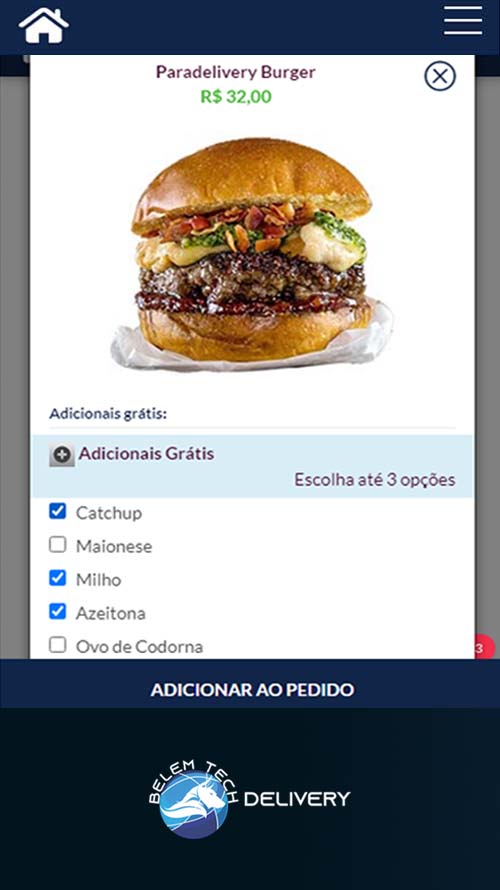 Paradelivery Burger
R$ 32,00
Adicionais grátis:
Adicionais Grátis
Escolha até 3 opções
Catchup
Maionese
Milho
Azeitona
Ovo de Codorna
3
ADICIONAR AO PEDIDO
BELEM TECH
DELIVERY